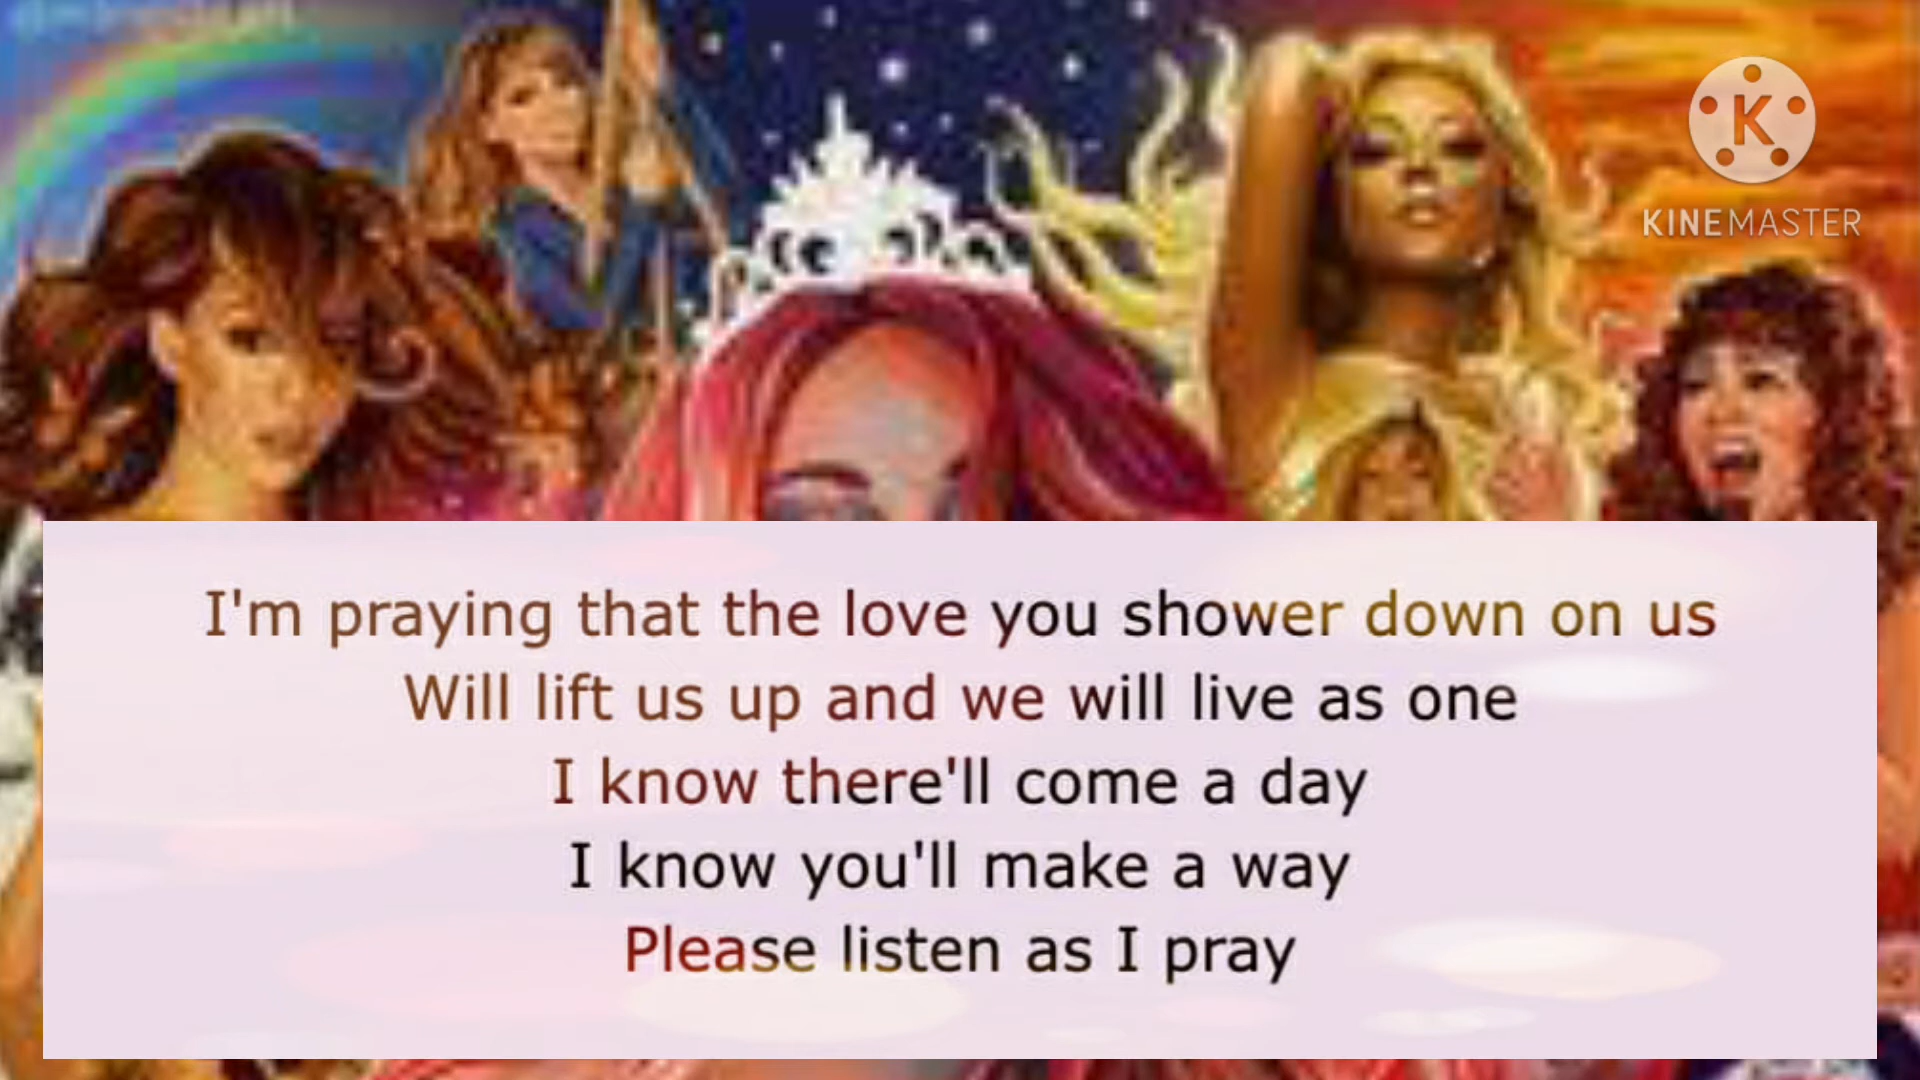 KINEMASTER
I'm praying that the love you shower down on us
Will lift us up and we will live as one
I know there'll come a day
I know you'll make a way
Please listen as I pray